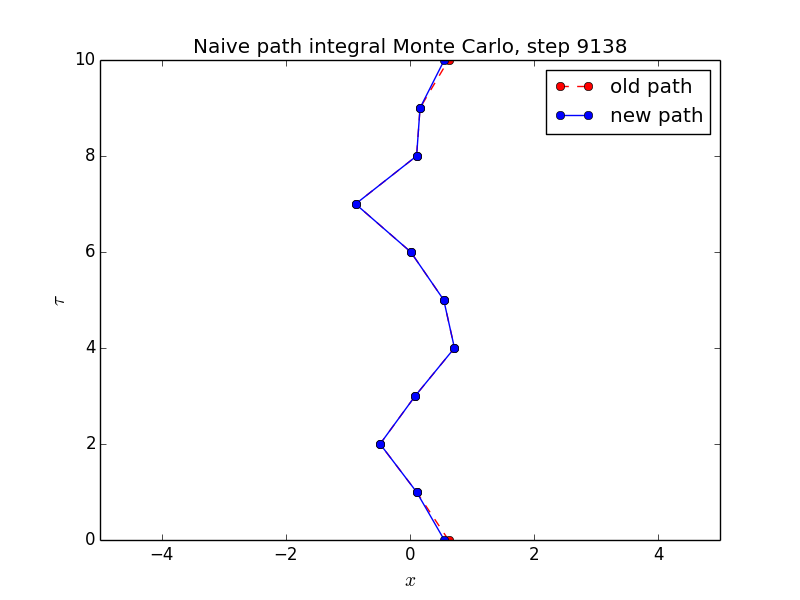 Naive path integral Monte Carlo, step 9138
10
old path
new path
8
6
τ
4
2
0
−4
−2
0
2
4
x